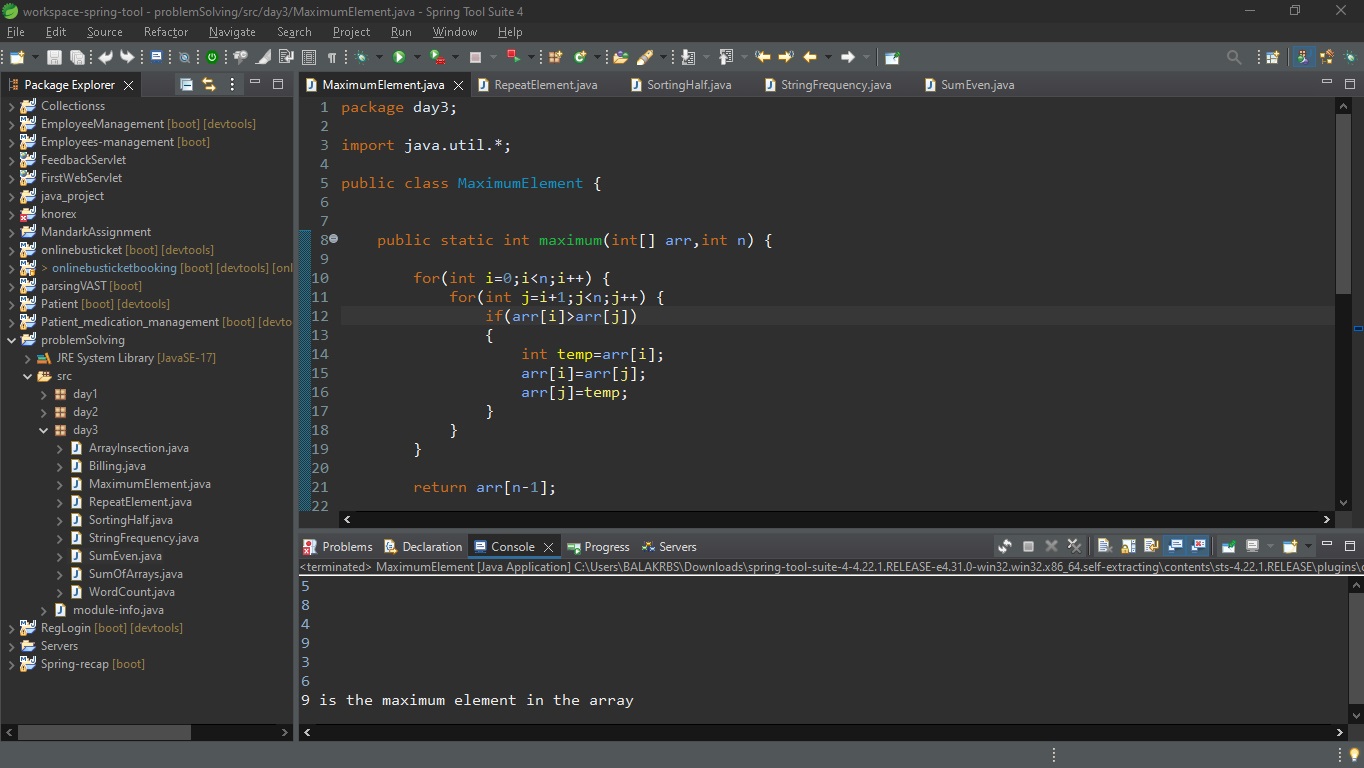 workspace-spring-tool - problemSolving/src/day3/MaximumElement.java - Spring Tool Suite 4
File Edit Source Refactor Navigate Search Project Run Window Help
Package Explorer
Collectionss
EmployeeManagement [boot] [devtools]
Employees-management [boot]
FeedbackServlet
FirstWebServlet
java_project
knorex
MandarkAssignment
onlinebusticket [boot] [devtools]
> onlinebusticketbooking [boot] [devtools] [onl
parsingVAST [boot]
Patient [boot] [devtools]
Patient_medication_management [boot] [devto
problemSolving
JRE System Library [JavaSE-17]
src
day1
day2
day3
ArrayInsection.java
Billing.java
MaximumElement.java
RepeatElement.java
SortingHalf.java
StringFrequency.java
SumEven.java
SumOfArrays.java
WordCount.java
module-info.java
RegLogin [boot] [devtools]
Servers
Spring-recap [boot]
MaximumElement.java RepeatElement.java SortingHalf.java StringFrequency.java SumEven.java
1 package day3;
2
3 import java.util.*;
4
5 public class MaximumElement {
6
7
8 public static int maximum(int[] arr,int n) {
9
10 for(int i=0;i<n;i++) {
11 for(int j=i+1;j<n;j++) {
12 if(arr[i]>arr[j])
13 {
14 int temp=arr[i];
15 arr[i]=arr[j];
16 arr[j]=temp;
17 }
18 }
19 }
20
21 return arr[n-1];
22
Problems Declaration Console Progress Servers
<terminated> MaximumElement [Java Application] C:\Users\BALAKRBS\Downloads\spring-tool-suite-4-4.22.1.RELEASE-e4.31.0-win32.win32.x86_64.self-extracting\contents\sts-4.22.1.RELEASE\plugins\
5
8
4
9
3
6
9 is the maximum element in the array